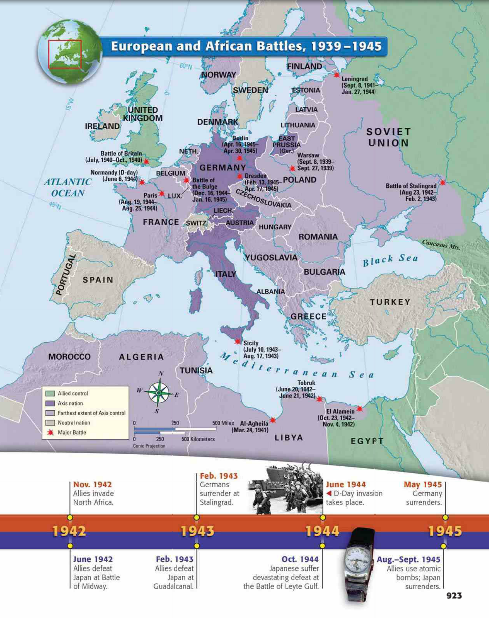 European and African Battles, 1939–1945
NORWAY
FINLAND
SWEDEN
Leningrad
(Sept. 8, 1941–
Jan. 27, 1944)
ESTONIA
LATVIA
LITHUANIA
UNITED
KINGDOM
IRELAND
DENMARK
EAST
PRUSSIA
(Ger.)
SOVIET
UNION
Berlin
(Apr. 16, 1945–
Apr. 30, 1945)
Warsaw
(Sept. 8, 1939–
Sept. 27, 1939)
NETH.
GERMANY
POLAND
Battle of Britain
(July, 1940–Oct., 1940)
Normandy (D-day)
(June 6, 1944)
BELGIUM
Battle of
the Bulge
(Dec. 16, 1944–
Jan. 16, 1945)
Dresden
(Feb. 13, 1945–
Apr. 17, 1945)
Battle of Stalingrad
(Aug 23, 1942–
Feb. 2, 1943)
ATLANTIC
OCEAN
Paris
(Aug. 19, 1944–
Aug. 25, 1944)
LUX.
CZECHOSLOVAKIA
LIECH.
FRANCE
SWITZ.
AUSTRIA
HUNGARY
ROMANIA
Caucasus Mts.
Black Sea
YUGOSLAVIA
BULGARIA
ITALY
PORTUGAL
SPAIN
ALBANIA
GREECE
TURKEY
Sicily
(July 10, 1943–
Aug. 17, 1943)
Mediterranean Sea
MOROCCO
ALGERIA
TUNISIA
Tobruk
(June 20, 1942–
June 21, 1942)
El Alamein
(Oct. 23, 1942–
Nov. 4, 1942)
Al-Agheila
(Mar. 24, 1941)
LIBYA
EGYPT
N
W
E
S
Allied control
Axis nation
Farthest extent of Axis control
Neutral nation
Major Battle
0 250 500 Miles
0 250 500 Kilometers
Conic Projection
Nov. 1942
Allies invade
North Africa.
Feb. 1943
Germans
surrender at
Stalingrad.
June 1944
◀ D-Day invasion
takes place.
May 1945
Germany
surrenders.
1942
1943
1944
1945
June 1942
Allies defeat
Japan at Battle
of Midway.
Feb. 1943
Allies defeat
Japan at
Guadalcanal.
Oct. 1944
Japanese suffer
devastating defeat at
the Battle of Leyte Gulf.
Aug.–Sept. 1945
Allies use atomic
bombs; Japan
surrenders.
923